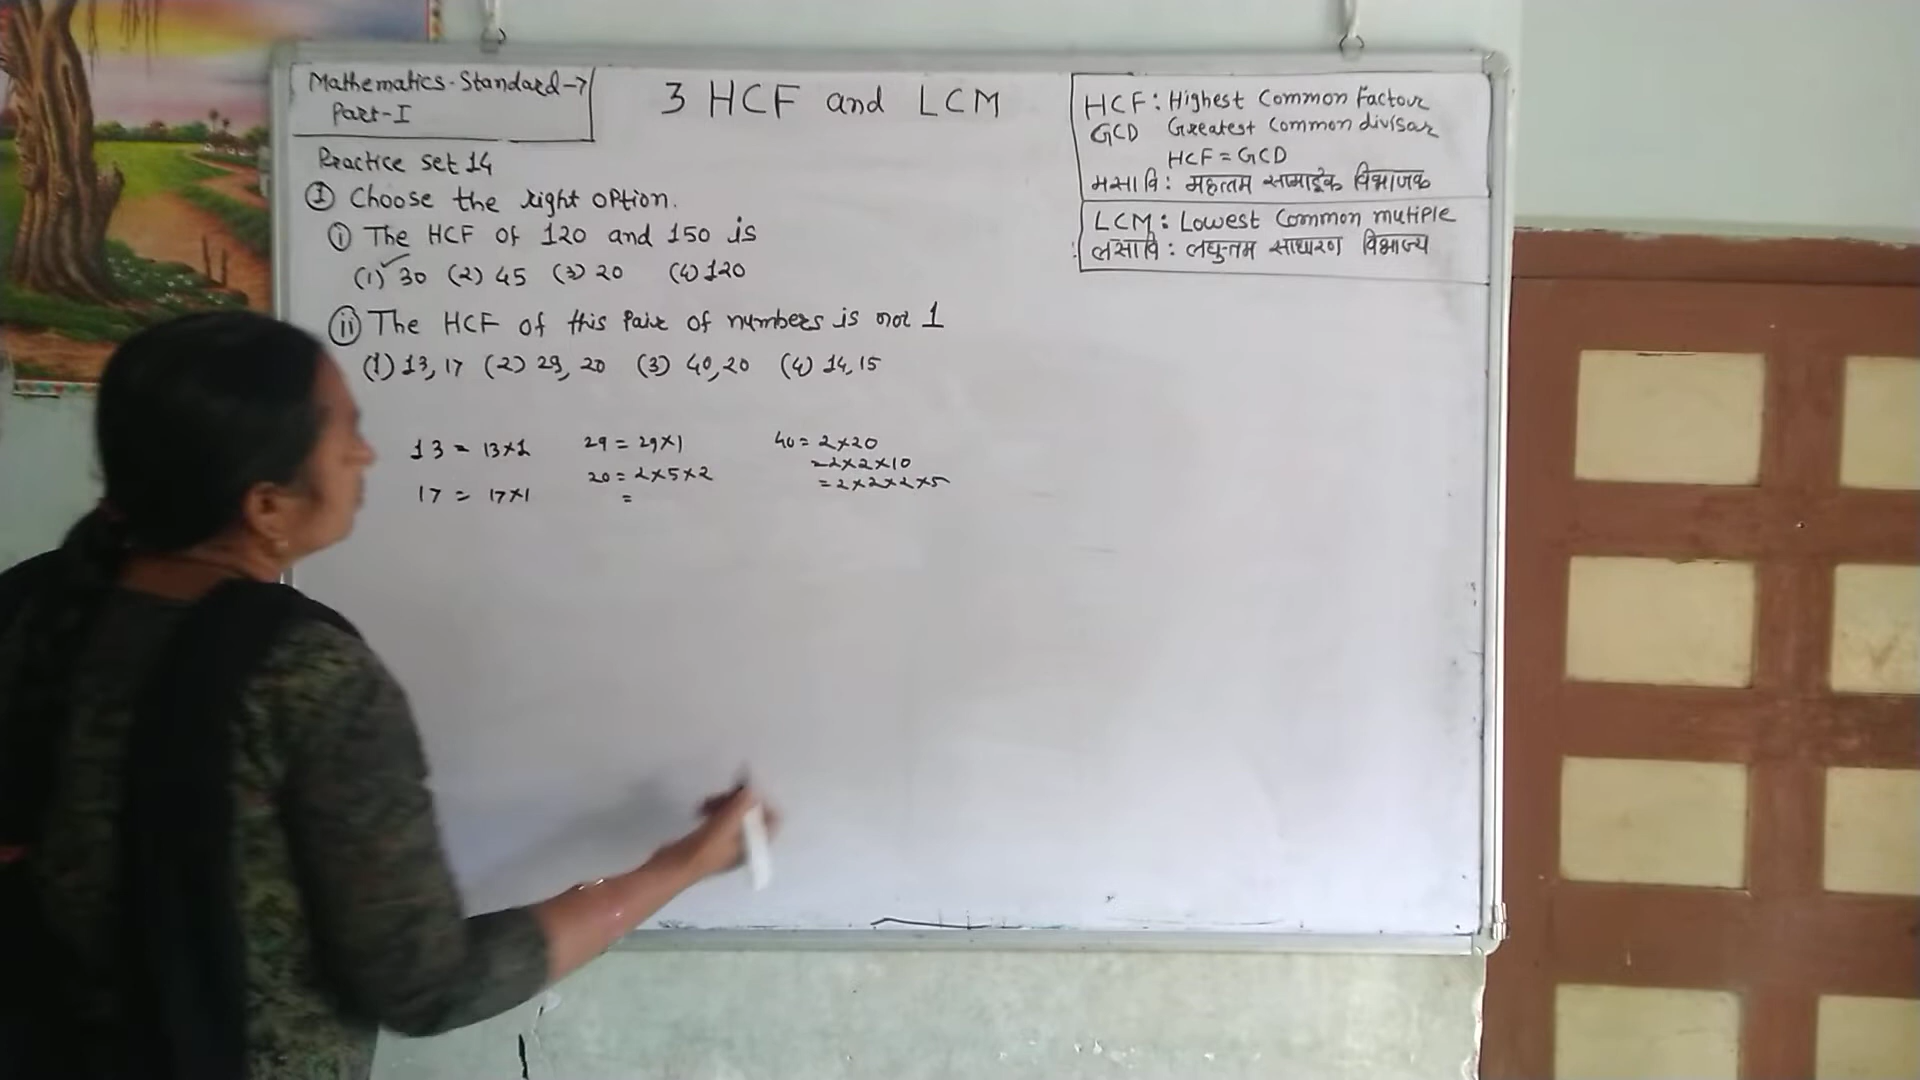 Mathematics-Standard-7
Part-I
3 HCF and LCM
HCF: Highest Common Factour
GCD Greatest Common divisar
HCF = GCD
मसावि: महत्तम सामाईक विभाजक
LCM: Lowest Common mutiple
लसावि: लघुत्तम साधारण विभाज्य
Practice set 14
① Choose the right option.
ⓘ The HCF of 120 and 150 is
(1) ✓30 (2) 45 (3) 20 (4) 120
ⓘⓘ The HCF of this Pair of numbers is not 1
(1) 13, 17 (2) 29, 20 (3) 40, 20 (4) 14, 15
13 = 13×1
17 = 17×1
29 = 29×1
20 = 2×5×2
=
40 = 2×20
= 2×2×10
= 2×2×2×5